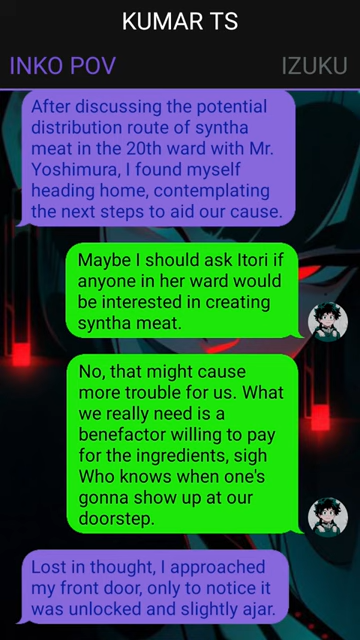 KUMAR TS
INKO POV
IZUKU
After discussing the potential
distribution route of syntha
meat in the 20th ward with Mr.
Yoshimura, I found myself
heading home, contemplating
the next steps to aid our cause.
Maybe I should ask Itori if
anyone in her ward would
be interested in creating
syntha meat.
No, that might cause
more trouble for us. What
we really need is a
benefactor willing to pay
for the ingredients, sigh
Who knows when one's
gonna show up at our
doorstep.
Lost in thought, I approached
my front door, only to notice it
was unlocked and slightly ajar.